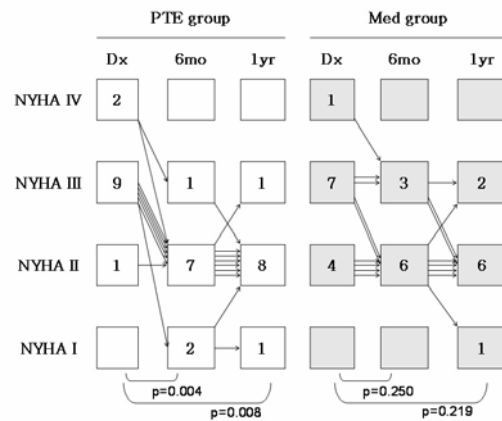 PTE group Med group
Dx 6mo 1yr Dx 6mo 1yr
NYHA IV 2 1
NYHA III 9 1 1 7 3 2
NYHA II 1 7 8 4 6 6
NYHA I 2 1 1
p=0.004 p=0.250
p=0.008 p=0.219